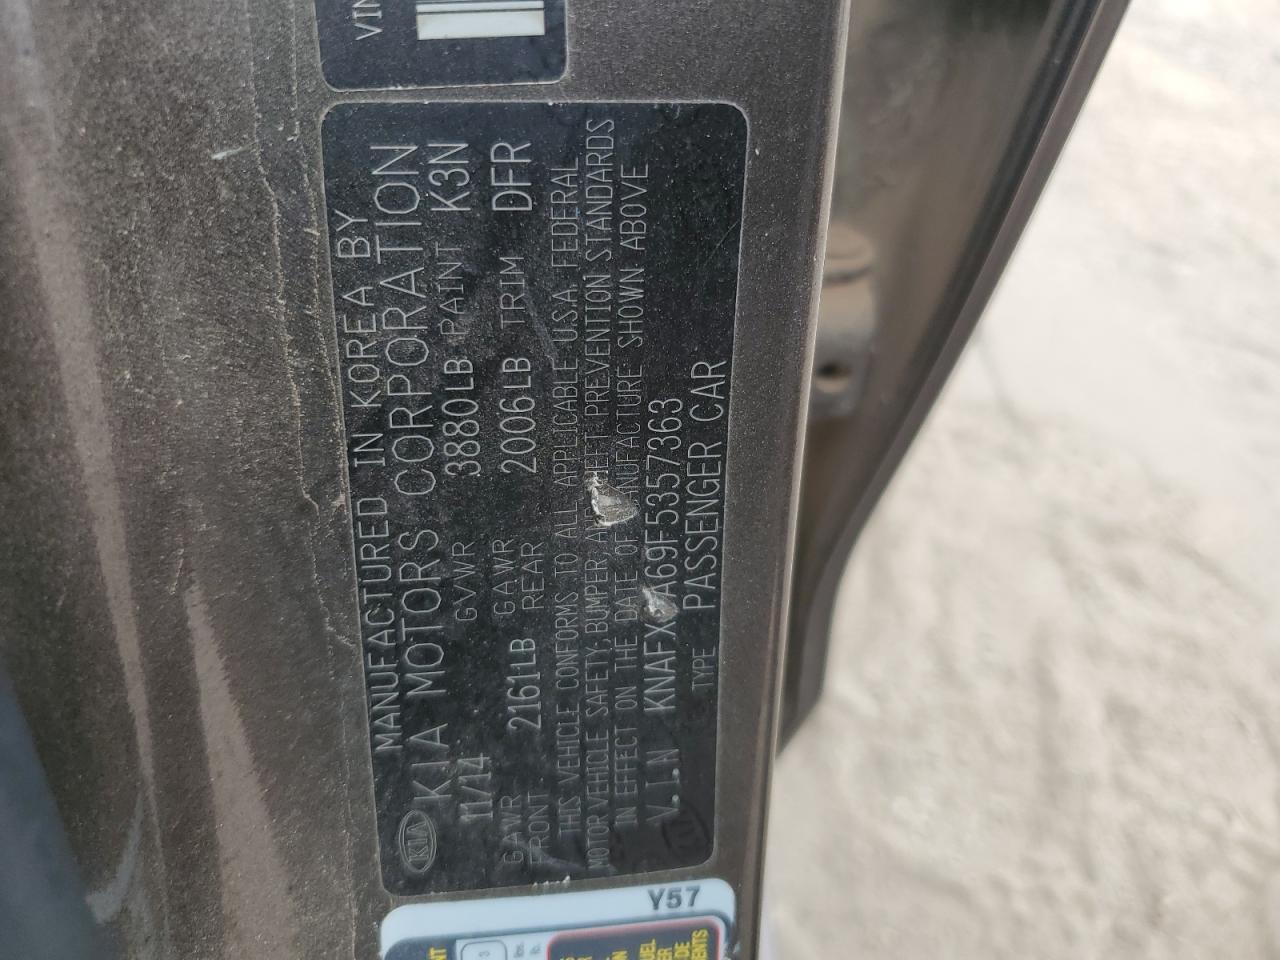 VIN
MANUFACTURED IN KOREA BY
KIA KIA MOTORS CORPORATION
11/14 GVWR 3880LB PAINT K3N
GAWR FRONT 2161LB GAWR REAR 2006LB TRIM DFR
THIS VEHICLE CONFORMS TO ALL APPLICABLE U.S.A. FEDERAL
MOTOR VEHICLE SAFETY, BUMPER, AND PREVENTION STANDARDS
IN EFFECT ON THE DATE OF MANUFACTURE SHOWN ABOVE
V.I.N KNAFX A69F5357363
TYPE PASSENGER CAR
Y57